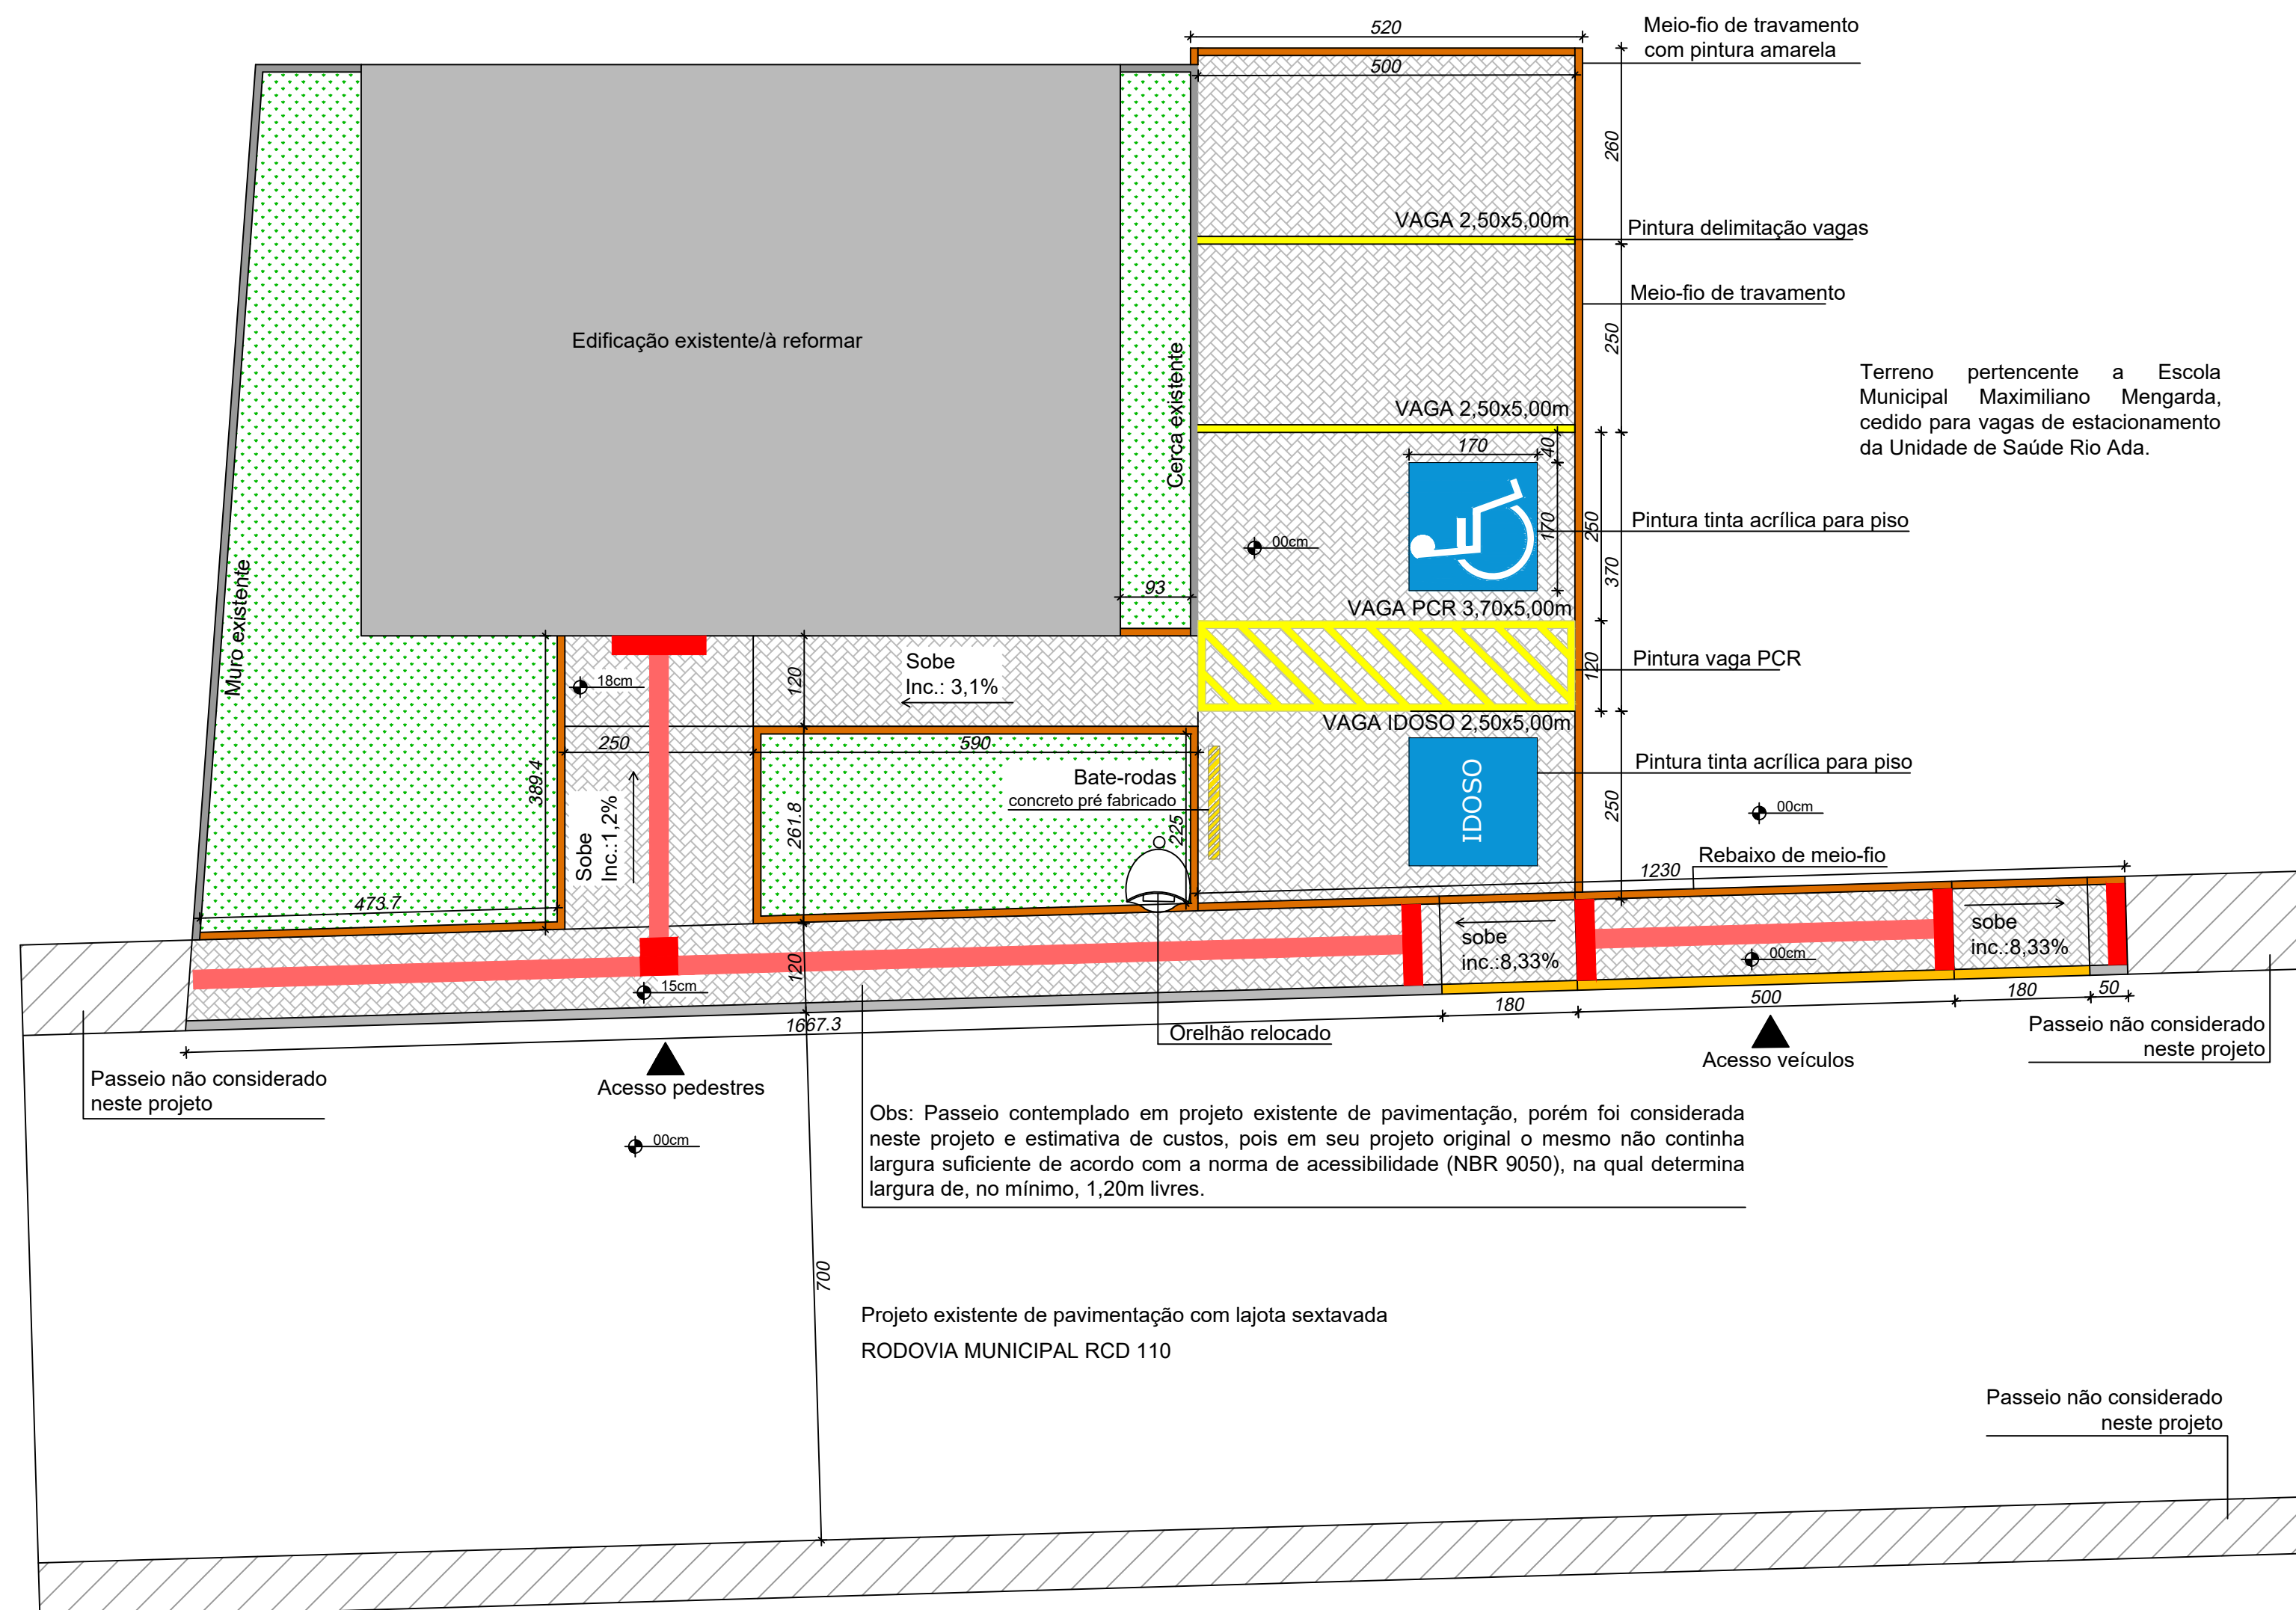 520
Meio-fio de travamento
com pintura amarela
500
260
VAGA 2,50x5,00m
Pintura delimitação vagas
Meio-fio de travamento
250
Edificação existente/à reformar
Cerca existente
Terreno pertencente a Escola
Municipal Maximiliano Mengarda,
cedido para vagas de estacionamento
da Unidade de Saúde Rio Ada.
VAGA 2,50x5,00m
170
40
170
250
370
Pintura tinta acrílica para piso
00cm
Muro existente
93
VAGA PCR 3,70x5,00m
120
Pintura vaga PCR
18cm
120
Sobe
Inc.: 3,1%
VAGA IDOSO 2,50x5,00m
250
590
389.4
Sobe
Inc.:1,2%
261.8
Bate-rodas
concreto pré fabricado
225
IDOSO
Pintura tinta acrílica para piso
250
00cm
Rebaixo de meio-fio
1230
473.7
sobe
inc.:8,33%
sobe
inc.:8,33%
00cm
120
15cm
180
500
180
50
1667.3
Orelhão relocado
Passeio não considerado
neste projeto
Acesso pedestres
Acesso veículos
Passeio não considerado
neste projeto
00cm
Obs: Passeio contemplado em projeto existente de pavimentação, porém foi considerada
neste projeto e estimativa de custos, pois em seu projeto original o mesmo não continha
largura suficiente de acordo com a norma de acessibilidade (NBR 9050), na qual determina
largura de, no mínimo, 1,20m livres.
700
Projeto existente de pavimentação com lajota sextavada
RODOVIA MUNICIPAL RCD 110
Passeio não considerado
neste projeto